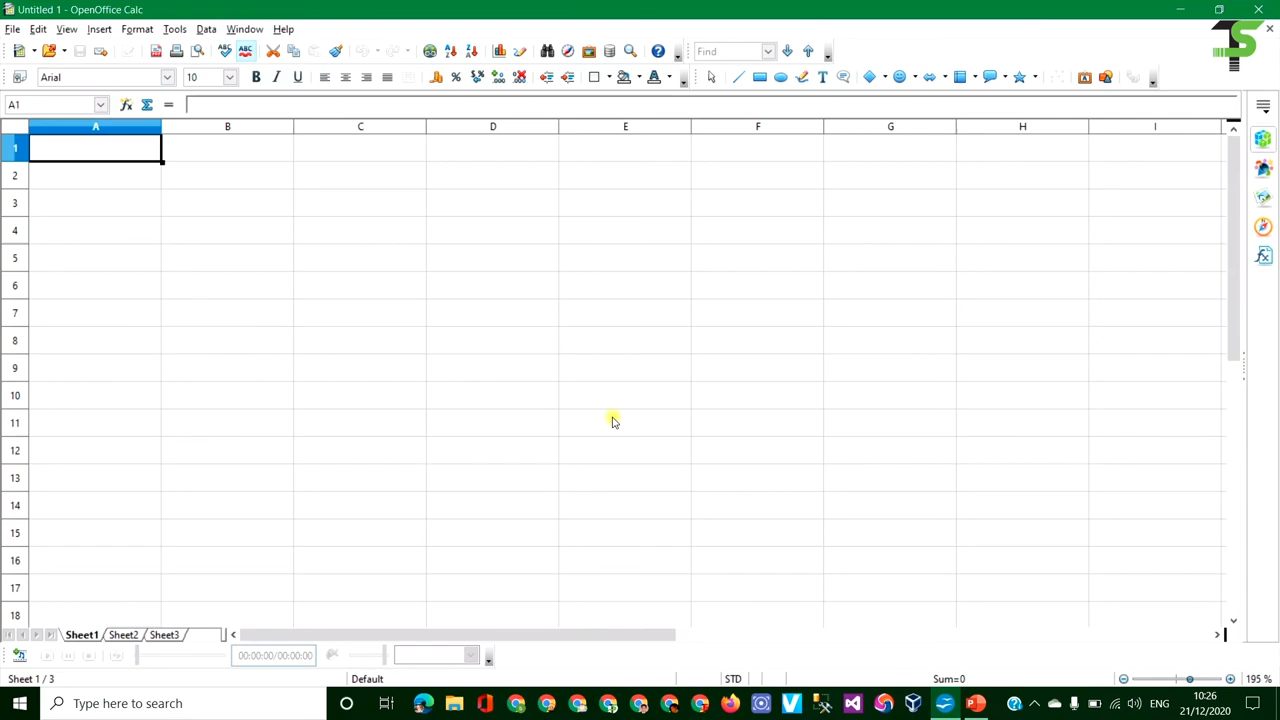 Untitled 1 - OpenOffice Calc
File Edit View Insert Format Tools Data Window Help
Find
Arial 10
A1
A B C D E F G H I
1
2
3
4
5
6
7
8
9
10
11
12
13
14
15
16
17
18
Sheet1 Sheet2 Sheet3
00:00:00/00:00:00
Sheet 1 / 3 Default STD Sum=0 195 %
Type here to search
ENG
10:26
21/12/2020